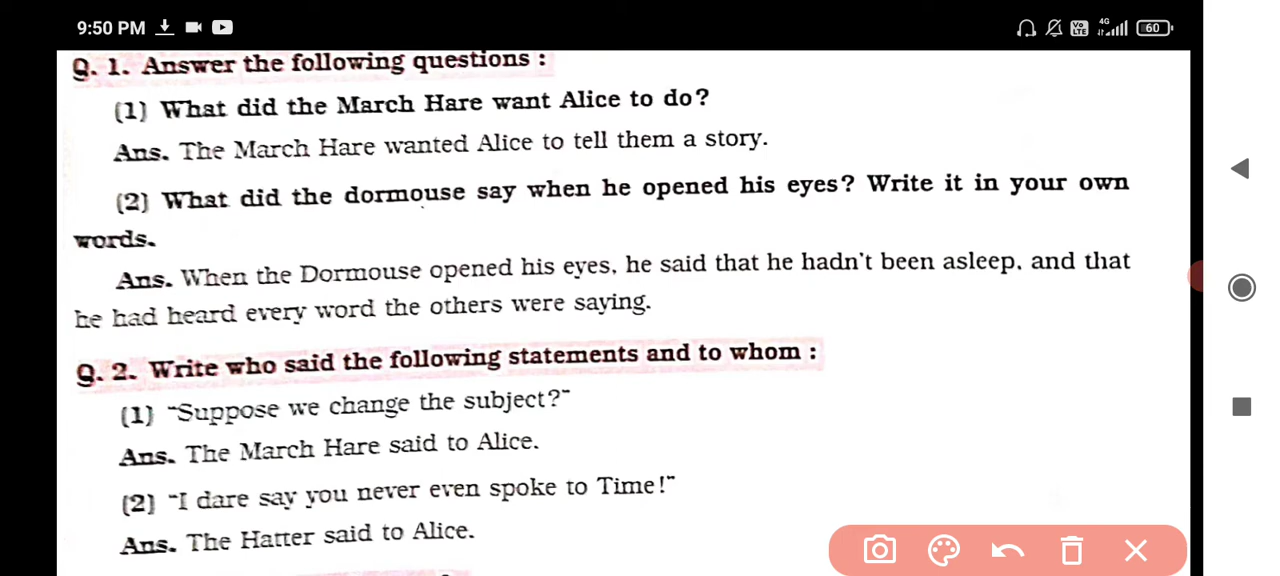 9:50 PM
4G
Vo LTE
60
Q. 1. Answer the following questions :
(1) What did the March Hare want Alice to do?
Ans. The March Hare wanted Alice to tell them a story.
(2) What did the dormouse say when he opened his eyes? Write it in your own
words.
Ans. When the Dormouse opened his eyes, he said that he hadn't been asleep, and that
he had heard every word the others were saying.
Q. 2. Write who said the following statements and to whom :
(1) "Suppose we change the subject?"
Ans. The March Hare said to Alice.
(2) "I dare say you never even spoke to Time!"
Ans. The Hatter said to Alice.